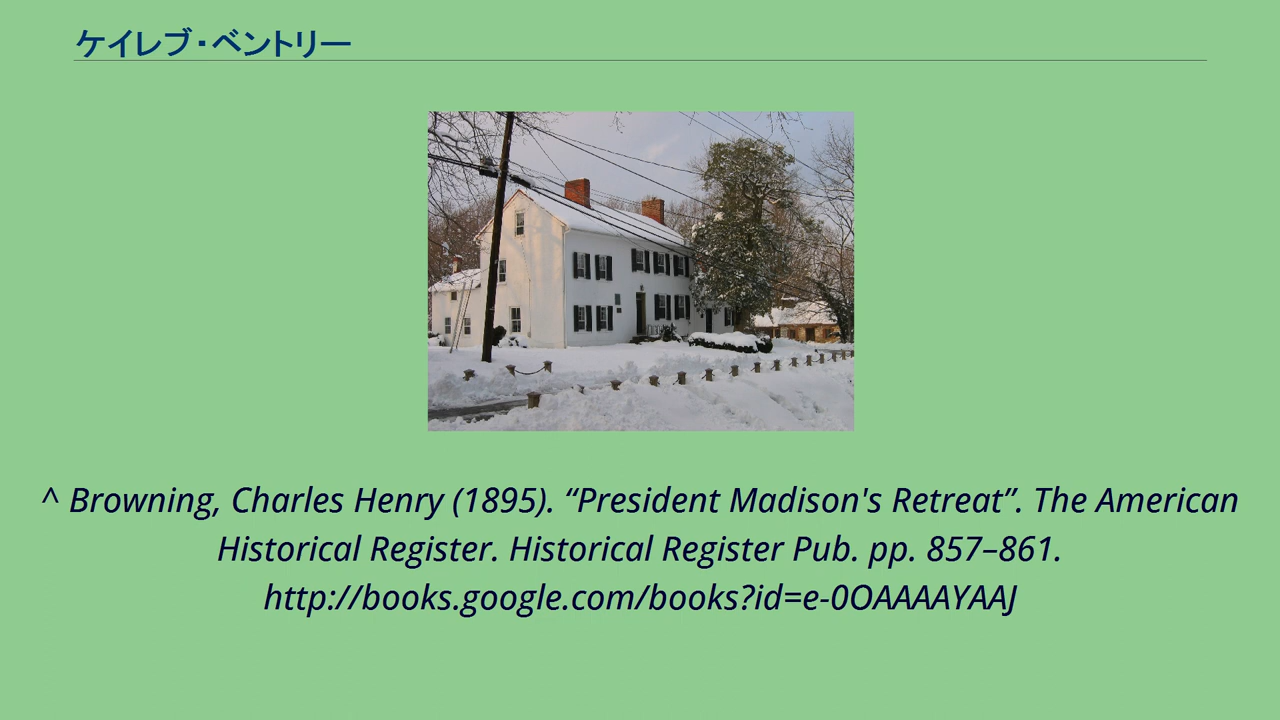 ケイレブ・ベントリー
^ Browning, Charles Henry (1895). “President Madison's Retreat”. The American
Historical Register. Historical Register Pub. pp. 857–861.
http://books.google.com/books?id=e-0OAAAAYAAJ